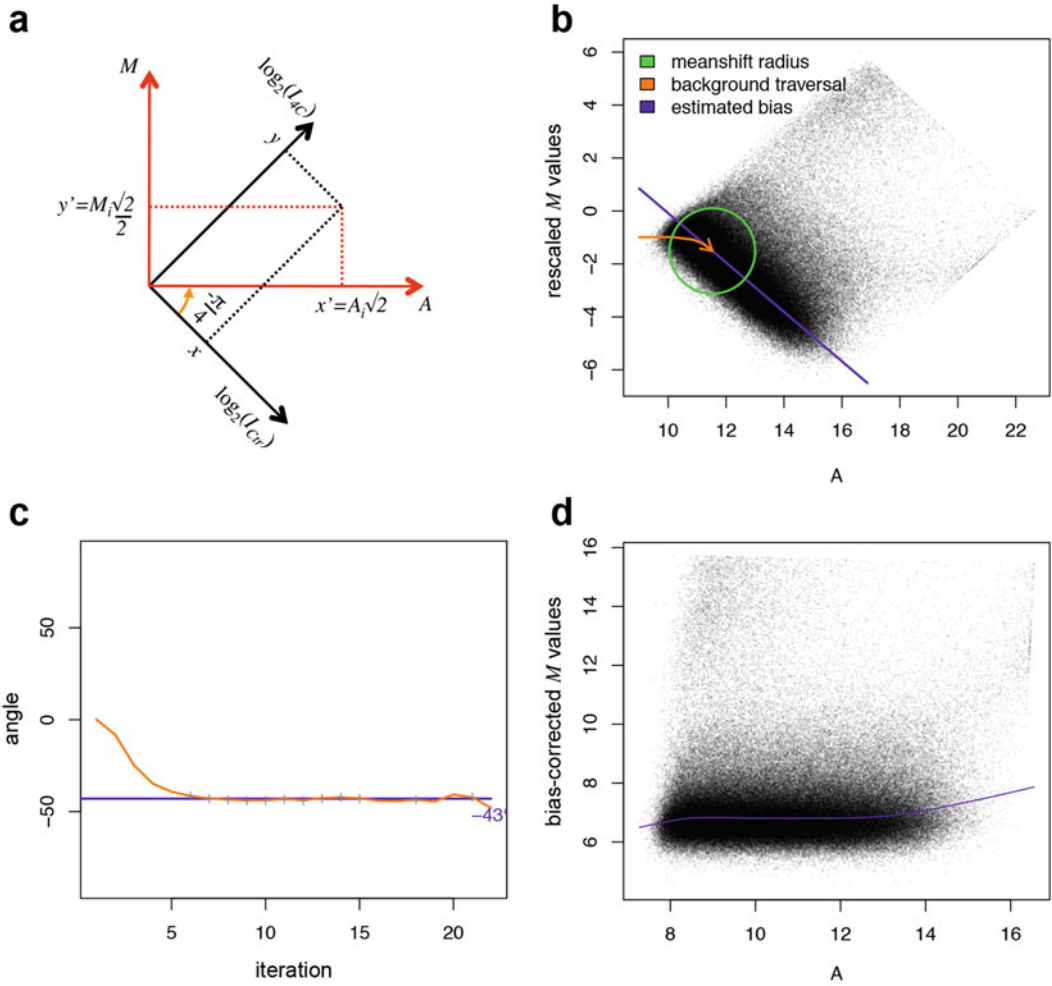 a
M
log2(I4C)
y
y'=Mi√2/2
x'=Ai√2
A
-π/4
x
log2(ICtr)
b
meanshift radius
background traversal
estimated bias
rescaled M values
6
4
2
0
−2
−4
−6
10 12 14 16 18 20 22
A
c
angle
50
0
−50
−43°
5 10 15 20
iteration
d
bias-corrected M values
16
14
12
10
8
6
8 10 12 14 16
A